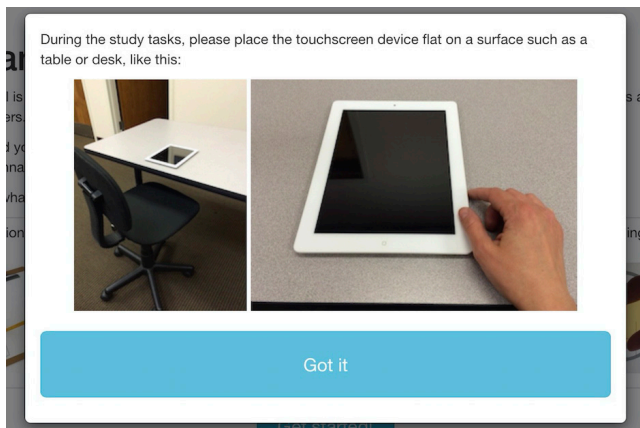 During the study tasks, please place the touchscreen device flat on a surface such as a
table or desk, like this:
Got it